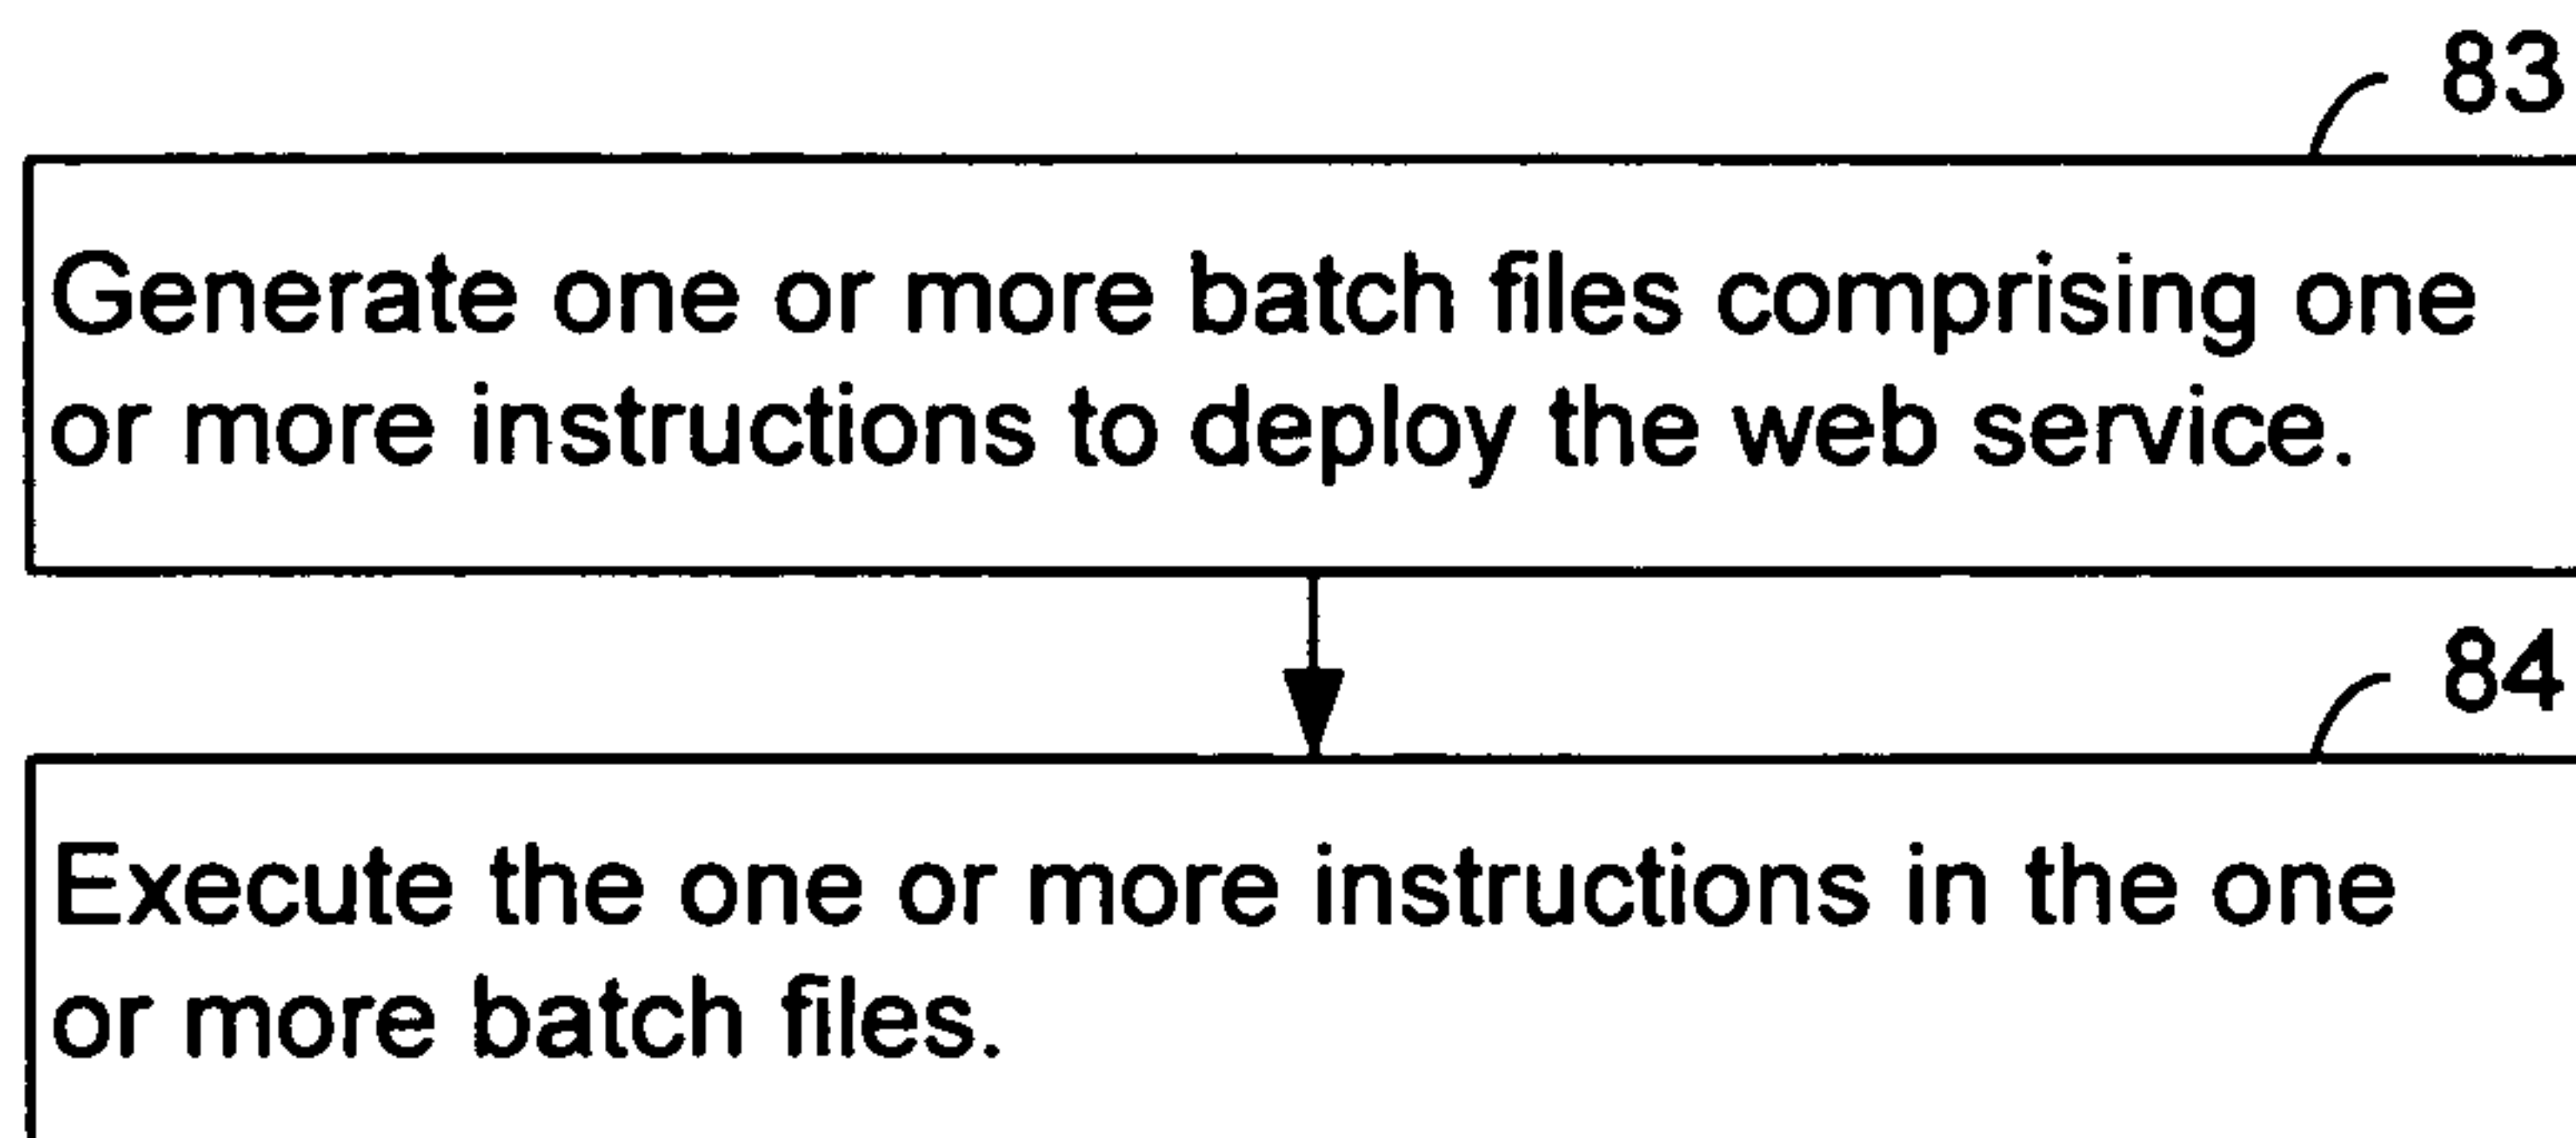 83
Generate one or more batch files comprising one
or more instructions to deploy the web service.
84
Execute the one or more instructions in the one
or more batch files.